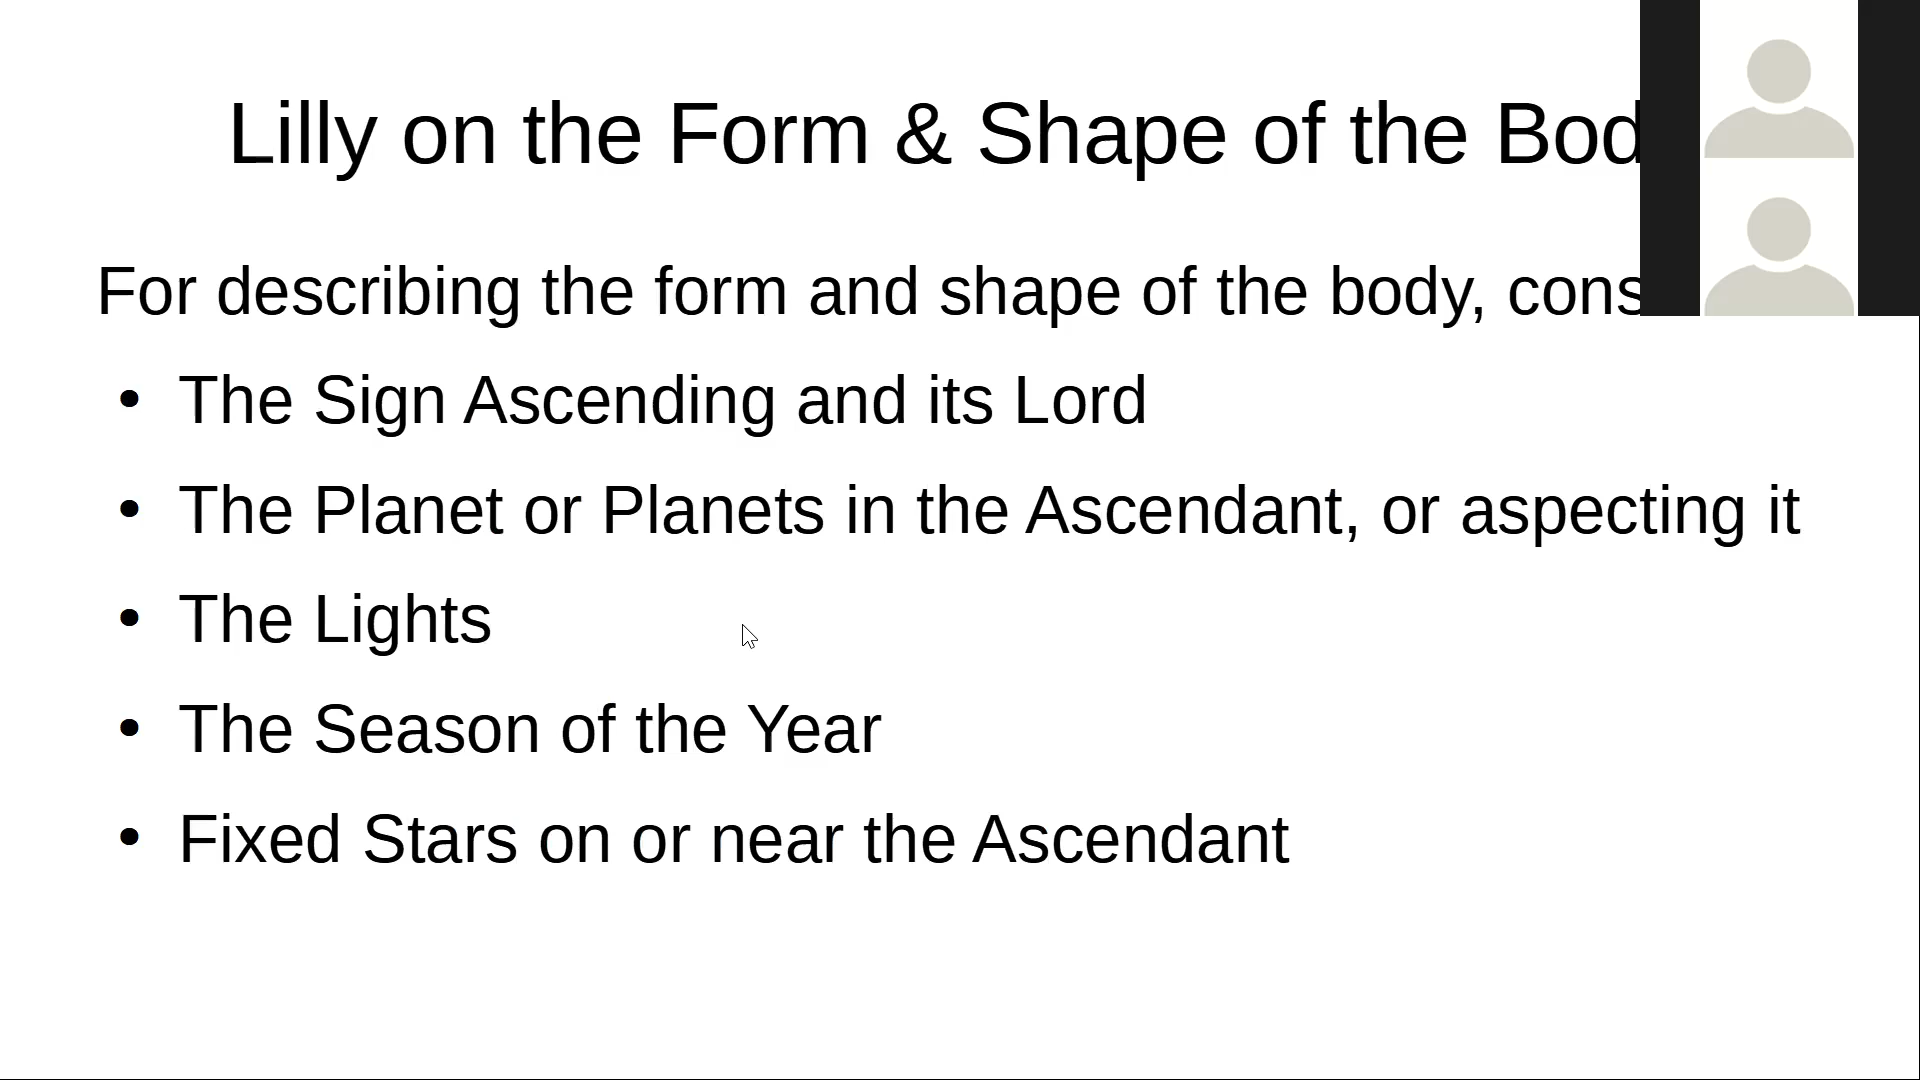 Lilly on the Form & Shape of the Bod
For describing the form and shape of the body, cons
• The Sign Ascending and its Lord
• The Planet or Planets in the Ascendant, or aspecting it
• The Lights
• The Season of the Year
• Fixed Stars on or near the Ascendant